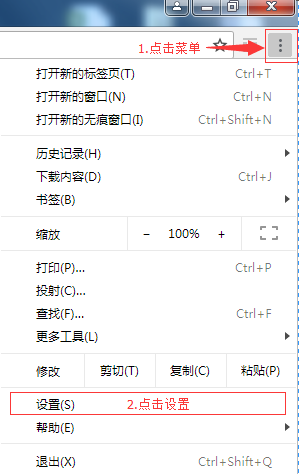 1.点击菜单
打开新的标签页(T) Ctrl+T
打开新的窗口(N) Ctrl+N
打开新的无痕窗口(I) Ctrl+Shift+N
历史记录(H)
下载内容(D) Ctrl+J
书签(B)
缩放 − 100% +
打印(P)... Ctrl+P
投射(C)...
查找(F)... Ctrl+F
更多工具(L)
修改 剪切(T) 复制(C) 粘贴(P)
设置(S) 2.点击设置
帮助(E)
退出(X) Ctrl+Shift+Q